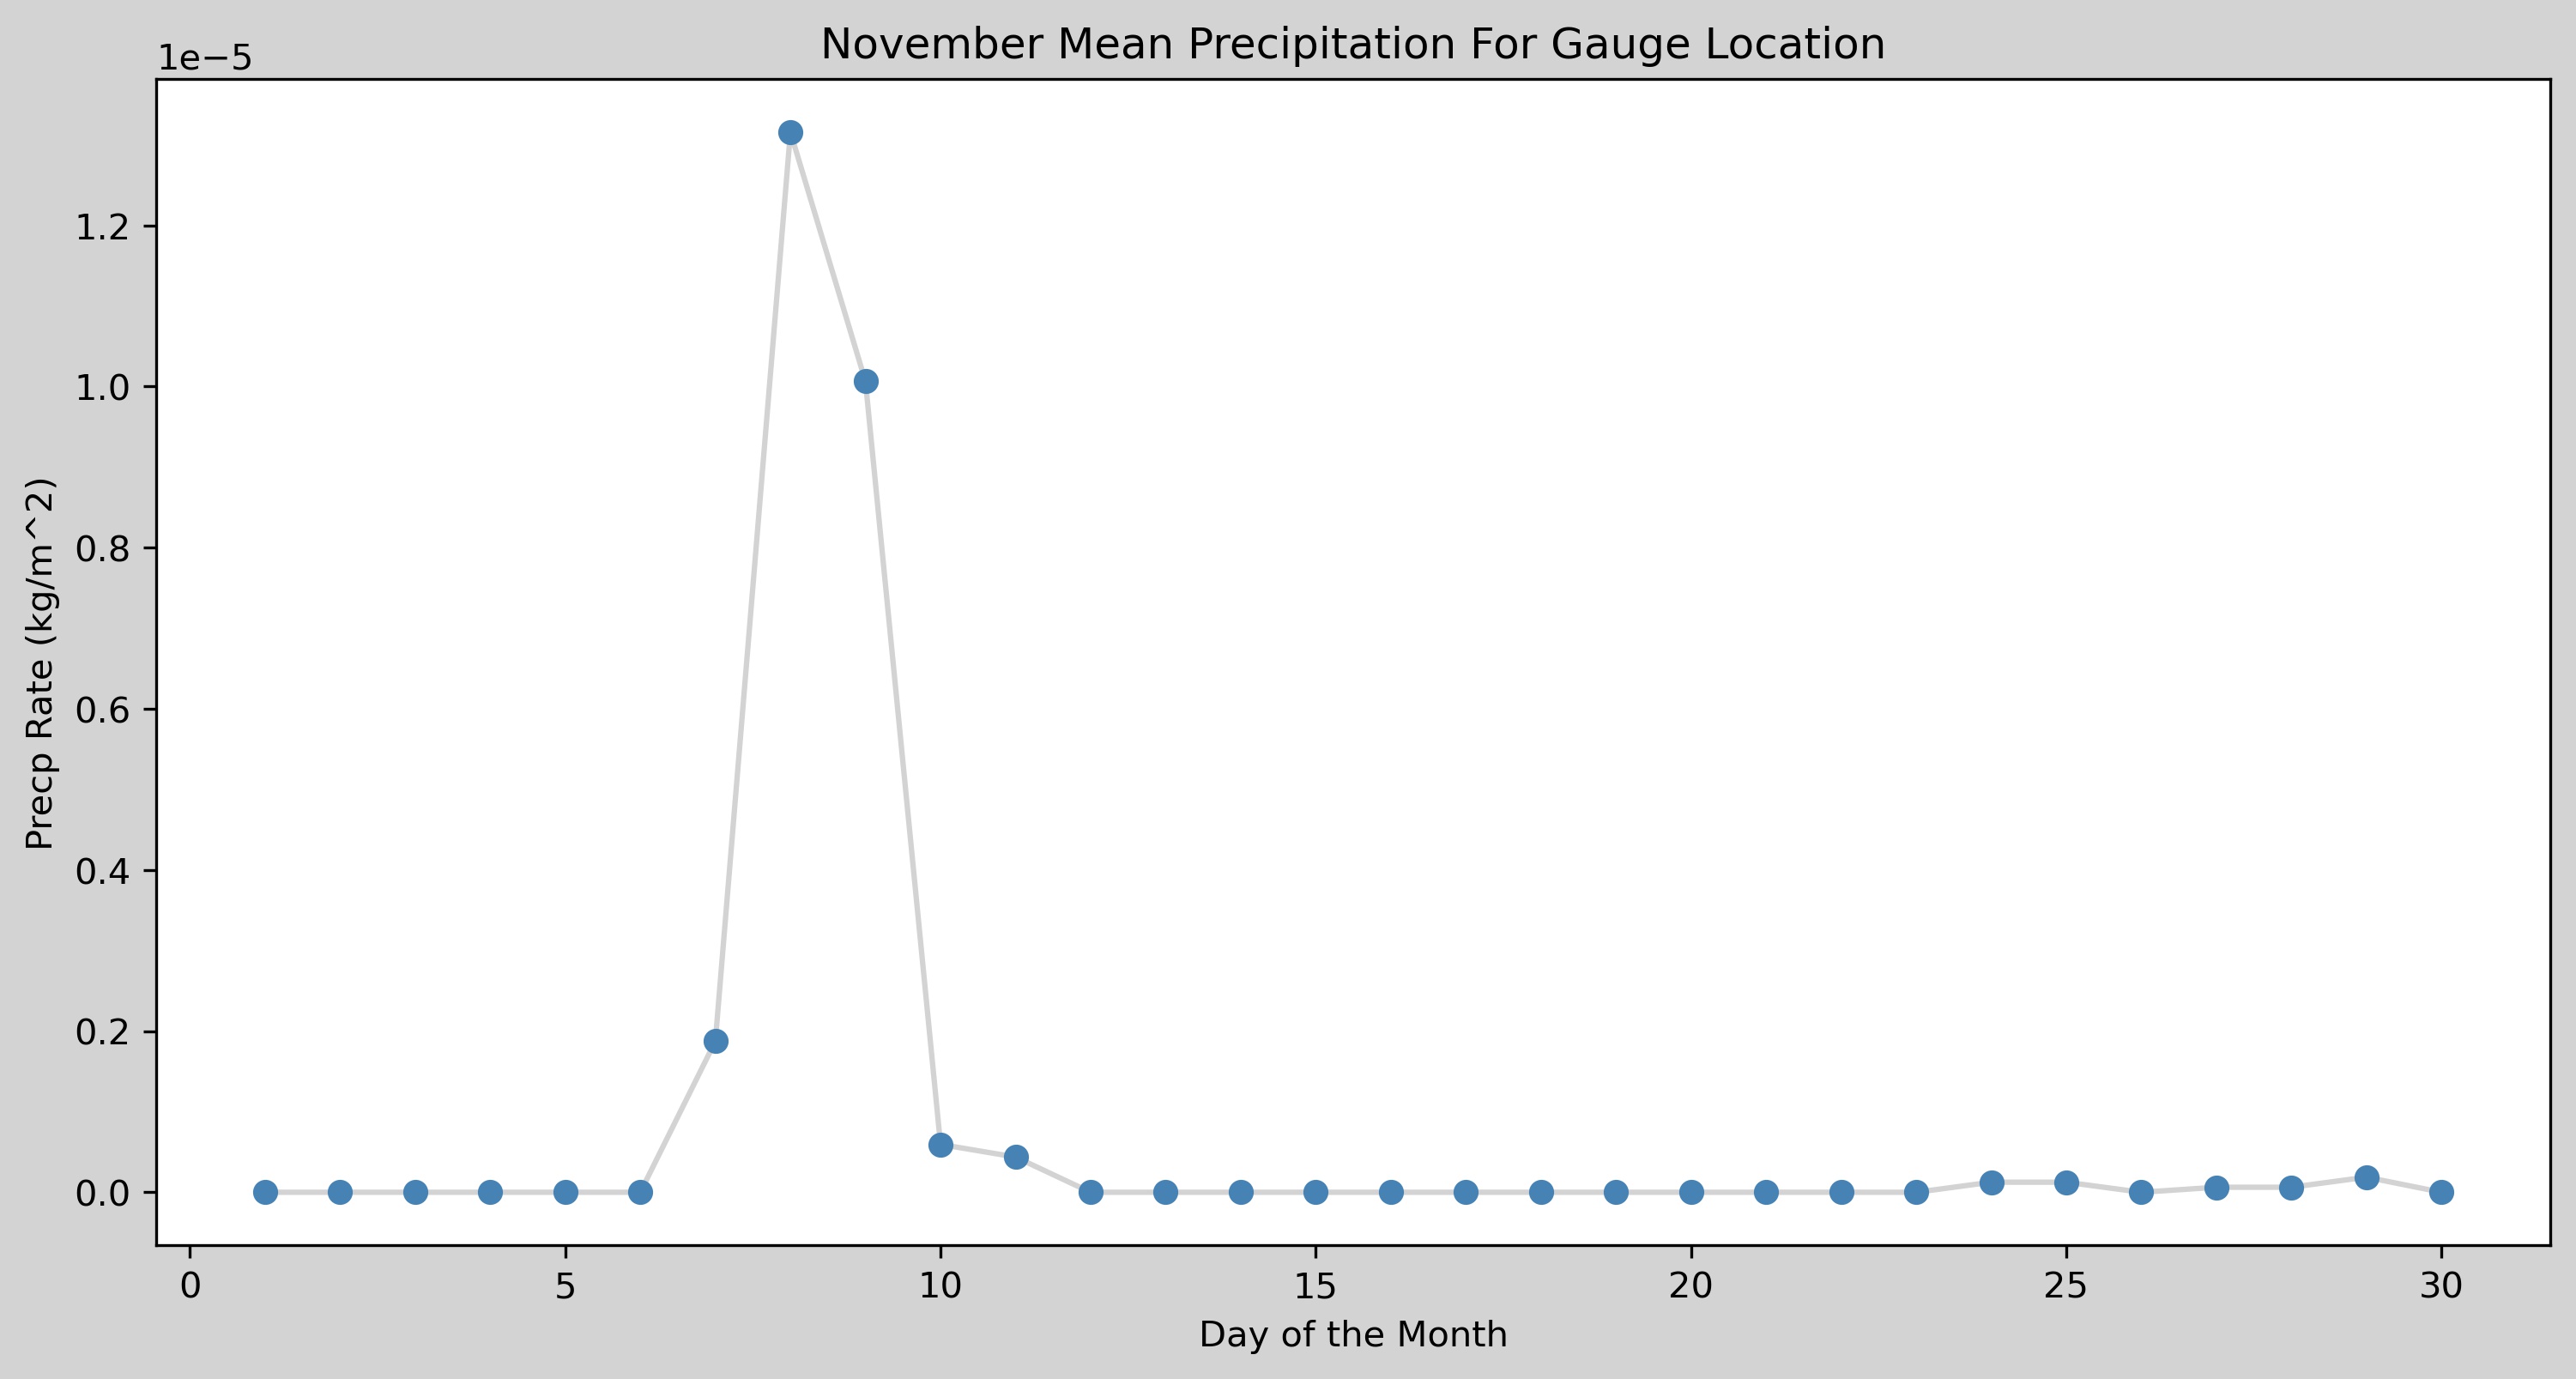 November Mean Precipitation For Gauge Location
1e−5
1.2
1.0
0.8
0.6
0.4
0.2
0.0
Precp Rate (kg/m^2)
0 5 10 15 20 25 30
Day of the Month